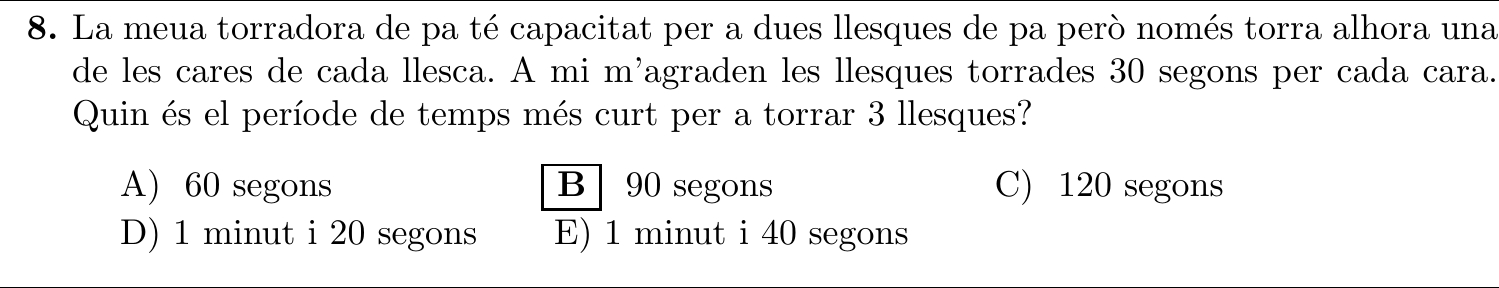 8. La meua torradora de pa té capacitat per a dues llesques de pa però només torra alhora una
de les cares de cada llesca. A mi m'agraden les llesques torrades 30 segons per cada cara.
Quin és el període de temps més curt per a torrar 3 llesques?
A) 60 segons B 90 segons C) 120 segons
D) 1 minut i 20 segons E) 1 minut i 40 segons